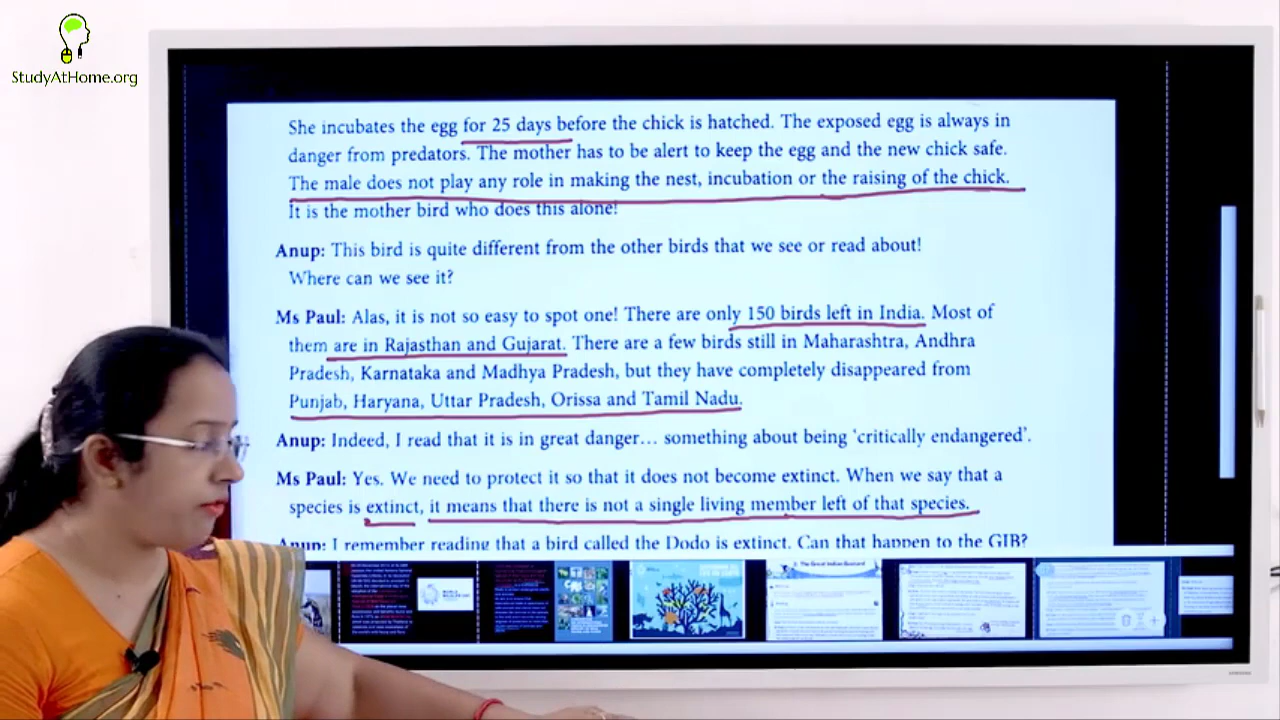 StudyAtHome.org
She incubates the egg for 25 days before the chick is hatched. The exposed egg is always in
danger from predators. The mother has to be alert to keep the egg and the new chick safe.
The male does not play any role in making the nest, incubation or the raising of the chick.
It is the mother bird who does this alone!
Anup: This bird is quite different from the other birds that we see or read about!
Where can we see it?
Ms Paul: Alas, it is not so easy to spot one! There are only 150 birds left in India. Most of
them are in Rajasthan and Gujarat. There are a few birds still in Maharashtra, Andhra
Pradesh, Karnataka and Madhya Pradesh, but they have completely disappeared from
Punjab, Haryana, Uttar Pradesh, Orissa and Tamil Nadu.
Anup: Indeed, I read that it is in great danger… something about being ‘critically endangered’.
Ms Paul: Yes. We need to protect it so that it does not become extinct. When we say that a
species is extinct, it means that there is not a single living member left of that species.
Anup: I remember reading that a bird called the Dodo is extinct. Can that happen to the GIB?
The Great Indian Bustard